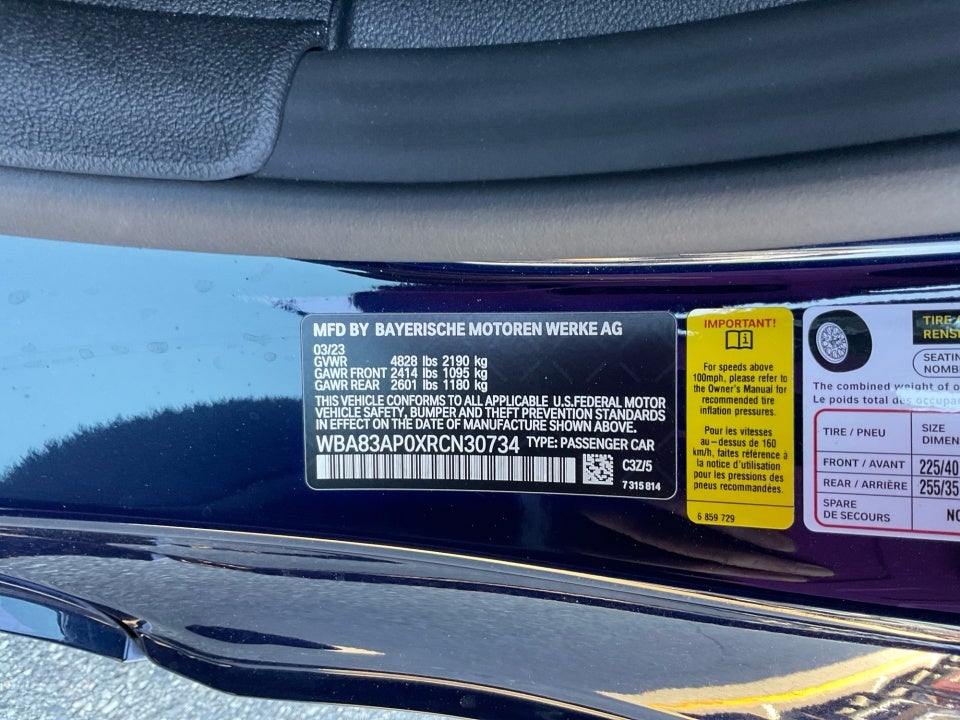 MFD BY BAYERISCHE MOTOREN WERKE AG
03/23
GVWR 4828 lbs 2190 kg
GAWR FRONT 2414 lbs 1095 kg
GAWR REAR 2601 lbs 1180 kg
THIS VEHICLE CONFORMS TO ALL APPLICABLE U.S.FEDERAL MOTOR
VEHICLE SAFETY, BUMPER AND THEFT PREVENTION STANDARDS
IN EFFECT ON THE DATE OF MANUFACTURE SHOWN ABOVE.
WBA83AP0XRCN30734 TYPE: PASSENGER CAR
C3Z/5
7 315 814
IMPORTANT!
For speeds above
100mph, please refer to
the Owner's Manual for
recommended tire
inflation pressures.
Pour les vitesses
au-dessus de 160
km/h, faites référence à
la notice d'utilisation
pour les pressions des
pneus recommandées.
6 859 729
TIRE
RENSE
SEATIN
NOMB
The combined weight of o
Le poids total des occupa
TIRE / PNEU SIZE
DIMEN
FRONT / AVANT 225/40
REAR / ARRIÈRE 255/35
SPARE
DE SECOURS NO